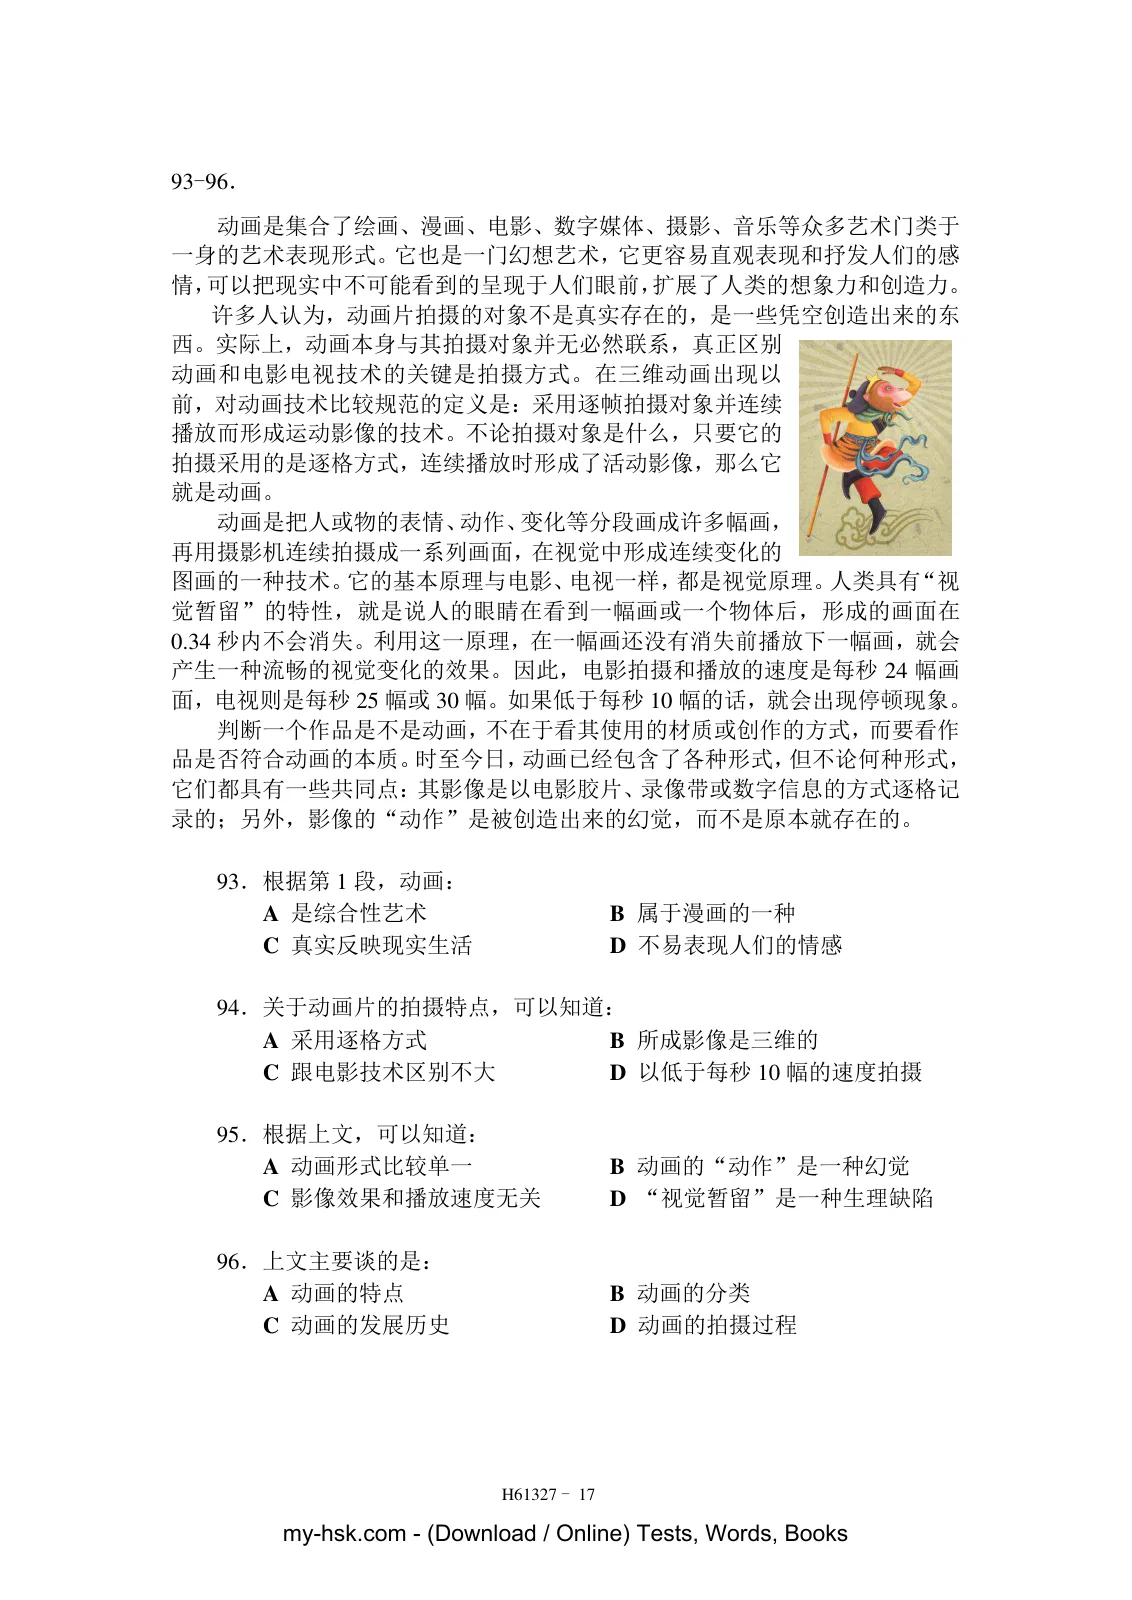 93-96．
动画是集合了绘画、漫画、电影、数字媒体、摄影、音乐等众多艺术门类于
一身的艺术表现形式。它也是一门幻想艺术，它更容易直观表现和抒发人们的感
情，可以把现实中不可能看到的呈现于人们眼前，扩展了人类的想象力和创造力。
许多人认为，动画片拍摄的对象不是真实存在的，是一些凭空创造出来的东
西。实际上，动画本身与其拍摄对象并无必然联系，真正区别
动画和电影电视技术的关键是拍摄方式。在三维动画出现以
前，对动画技术比较规范的定义是：采用逐帧拍摄对象并连续
播放而形成运动影像的技术。不论拍摄对象是什么，只要它的
拍摄采用的是逐格方式，连续播放时形成了活动影像，那么它
就是动画。
动画是把人或物的表情、动作、变化等分段画成许多幅画，
再用摄影机连续拍摄成一系列画面，在视觉中形成连续变化的
图画的一种技术。它的基本原理与电影、电视一样，都是视觉原理。人类具有“视
觉暂留”的特性，就是说人的眼睛在看到一幅画或一个物体后，形成的画面在
0.34 秒内不会消失。利用这一原理，在一幅画还没有消失前播放下一幅画，就会
产生一种流畅的视觉变化的效果。因此，电影拍摄和播放的速度是每秒 24 幅画
面，电视则是每秒 25 幅或 30 幅。如果低于每秒 10 幅的话，就会出现停顿现象。
判断一个作品是不是动画，不在于看其使用的材质或创作的方式，而要看作
品是否符合动画的本质。时至今日，动画已经包含了各种形式，但不论何种形式，
它们都具有一些共同点：其影像是以电影胶片、录像带或数字信息的方式逐格记
录的；另外，影像的“动作”是被创造出来的幻觉，而不是原本就存在的。
93．根据第 1 段，动画：
A 是综合性艺术 B 属于漫画的一种
C 真实反映现实生活 D 不易表现人们的情感
94．关于动画片的拍摄特点，可以知道：
A 采用逐格方式 B 所成影像是三维的
C 跟电影技术区别不大 D 以低于每秒 10 幅的速度拍摄
95．根据上文，可以知道：
A 动画形式比较单一 B 动画的“动作”是一种幻觉
C 影像效果和播放速度无关 D “视觉暂留”是一种生理缺陷
96．上文主要谈的是：
A 动画的特点 B 动画的分类
C 动画的发展历史 D 动画的拍摄过程
H61327 - 17
my-hsk.com - (Download / Online) Tests, Words, Books